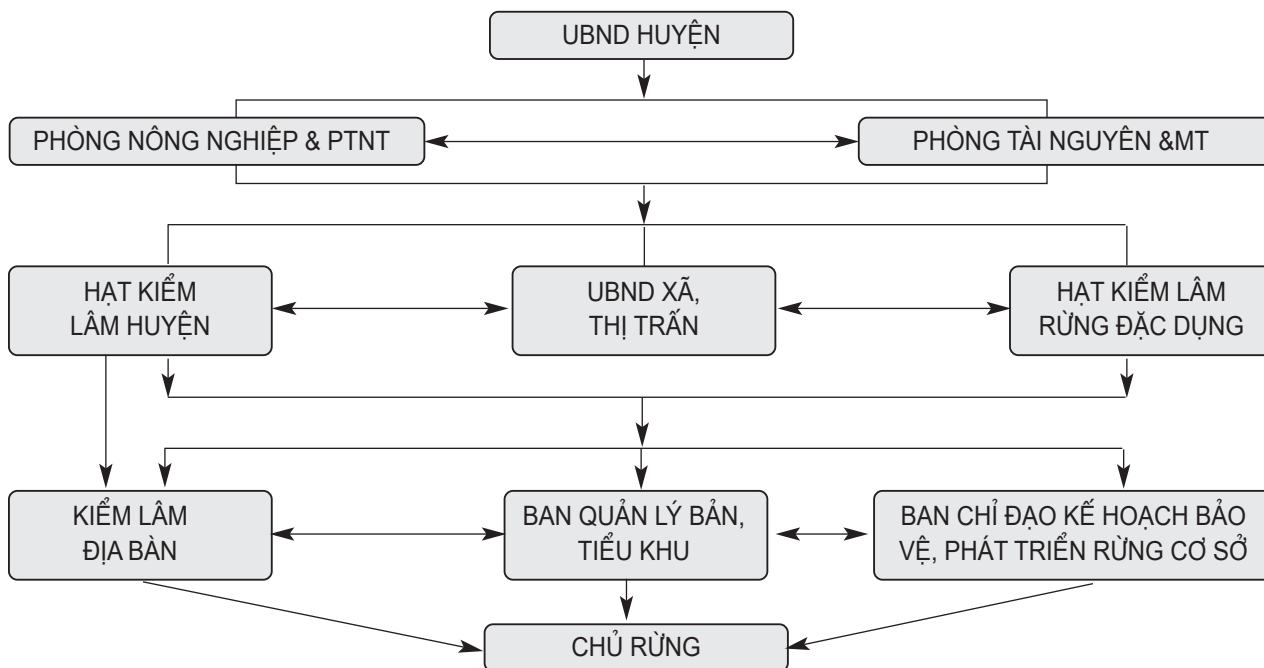 UBND HUYỆN
PHÒNG NÔNG NGHIỆP & PTNT
PHÒNG TÀI NGUYÊN &MT
HẠT KIỂM
LÂM HUYỆN
UBND XÃ,
THỊ TRẤN
HẠT KIỂM LÂM
RỪNG ĐẶC DỤNG
KIỂM LÂM
ĐỊA BÀN
BAN QUẢN LÝ BẢN,
TIỂU KHU
BAN CHỈ ĐẠO KẾ HOẠCH BẢO
VỆ, PHÁT TRIỂN RỪNG CƠ SỞ
CHỦ RỪNG